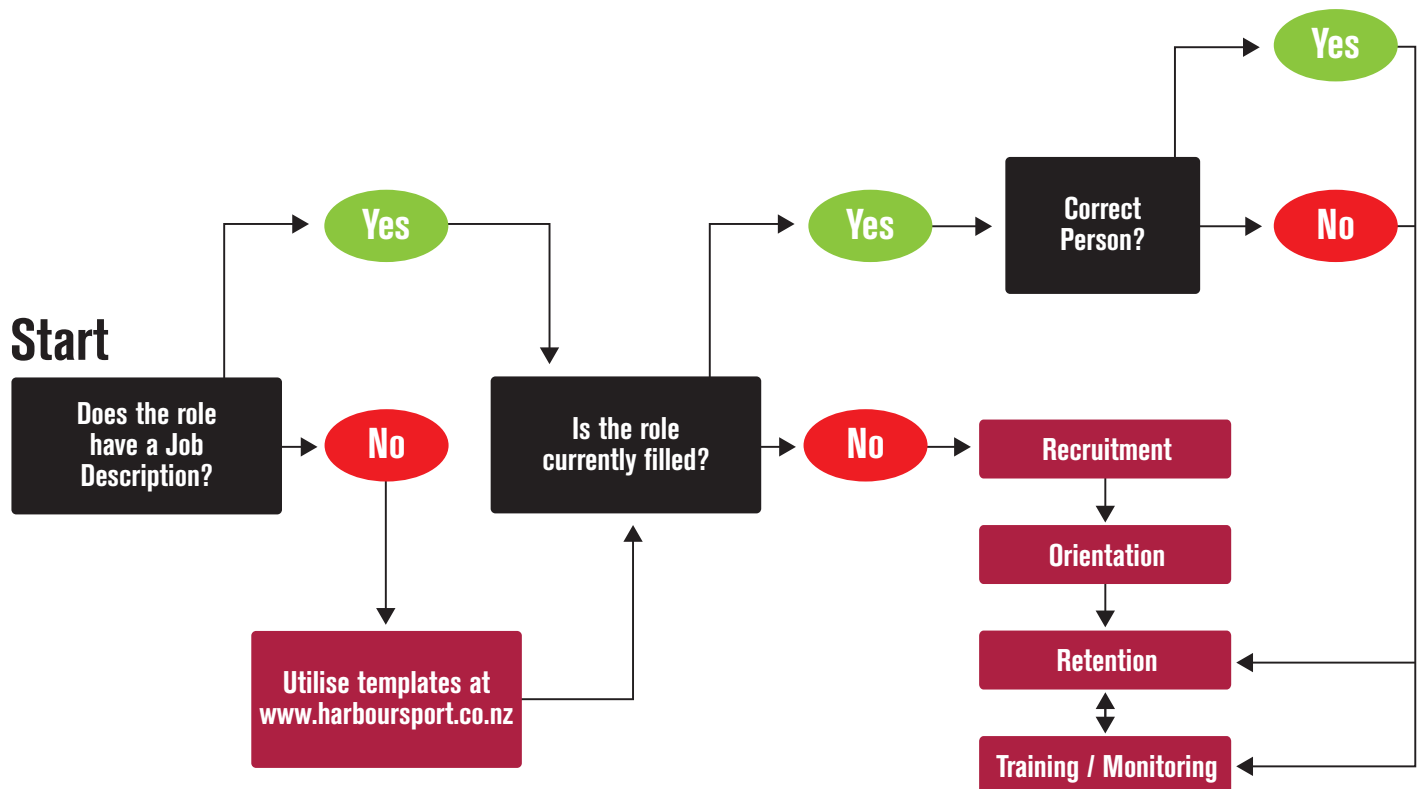 Start
Does the role
have a Job
Description?
Yes
No
Utilise templates at
www.harboursport.co.nz
Is the role
currently filled?
Yes
No
Correct
Person?
Yes
No
Recruitment
Orientation
Retention
Training / Monitoring